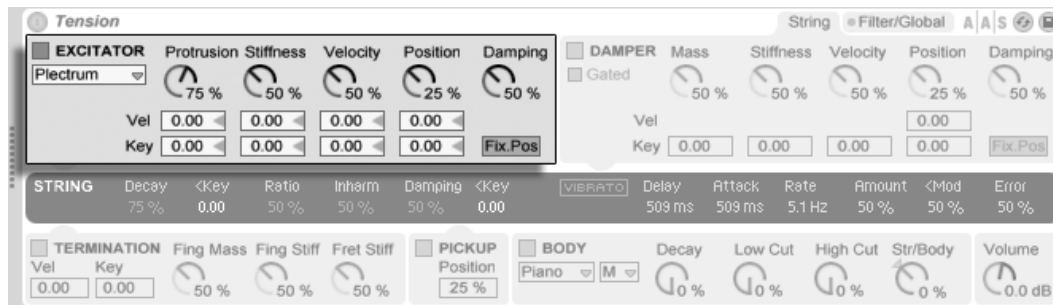 Tension String Filter/Global A A S
EXCITATOR Protrusion Stiffness Velocity Position Damping
Plectrum 75 % 50 % 50 % 25 % 50 %
Vel 0.00 0.00 0.00 0.00
Key 0.00 0.00 0.00 0.00 Fix.Pos
DAMPER Mass Stiffness Velocity Position Damping
Gated 50 % 50 % 50 % 25 % 50 %
Vel 0.00
Key 0.00 0.00 0.00 0.00 Fix.Pos
STRING Decay <Key Ratio Inharm Damping <Key VIBRATO Delay Attack Rate Amount <Mod Error
75 % 0.00 50 % 50 % 50 % 0.00 509 ms 509 ms 5.1 Hz 50 % 50 % 50 %
TERMINATION Fing Mass Fing Stiff Fret Stiff
Vel Key
0.00 0.00 50 % 50 % 50 %
PICKUP
Position
25 %
BODY Decay Low Cut High Cut Str/Body
Piano M 0 % 0 % 0 % 0 %
Volume
0.0 dB